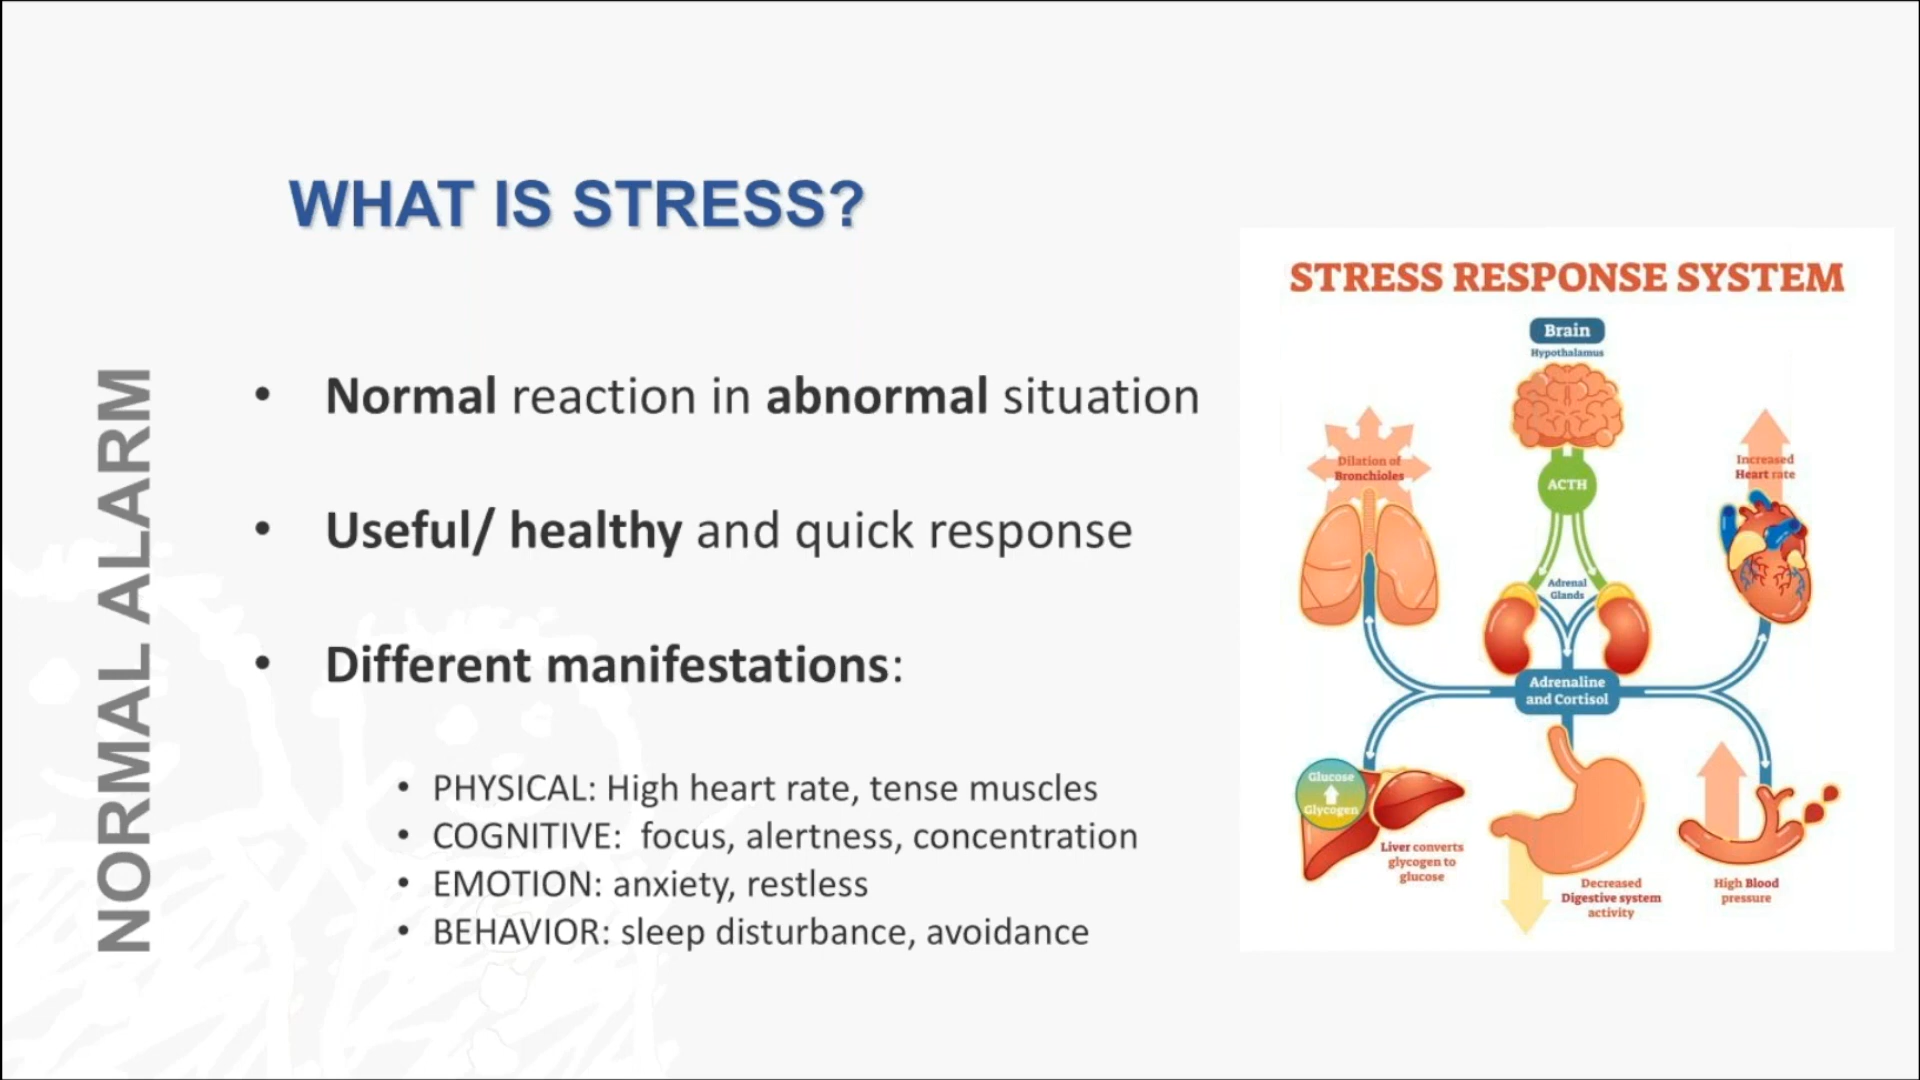 WHAT IS STRESS?
NORMAL ALARM
• Normal reaction in abnormal situation
• Useful/ healthy and quick response
• Different manifestations:
• PHYSICAL: High heart rate, tense muscles
• COGNITIVE: focus, alertness, concentration
• EMOTION: anxiety, restless
• BEHAVIOR: sleep disturbance, avoidance
STRESS RESPONSE SYSTEM
Brain
Hypothalamus
Dilation of
Bronchioles
ACTH
Increased
Heart rate
Adrenal
Glands
Adrenaline
and Cortisol
Glucose
Glycogen
Liver converts
glycogen to
glucose
Decreased
Digestive system
activity
High Blood
pressure